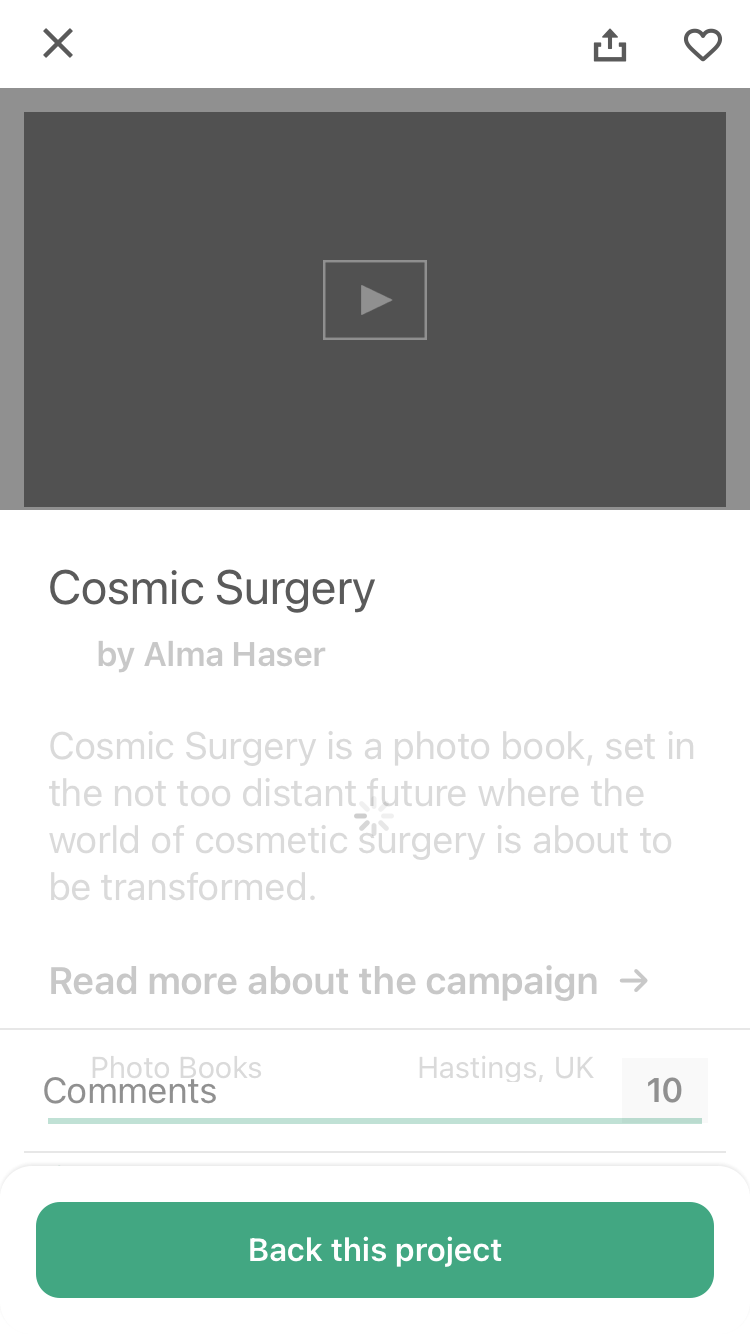 Cosmic Surgery
by Alma Haser
Cosmic Surgery is a photo book, set in
the not too distant future where the
world of cosmetic surgery is about to
be transformed.
Read more about the campaign →
Photo Books Hastings, UK
Comments 10
Back this project